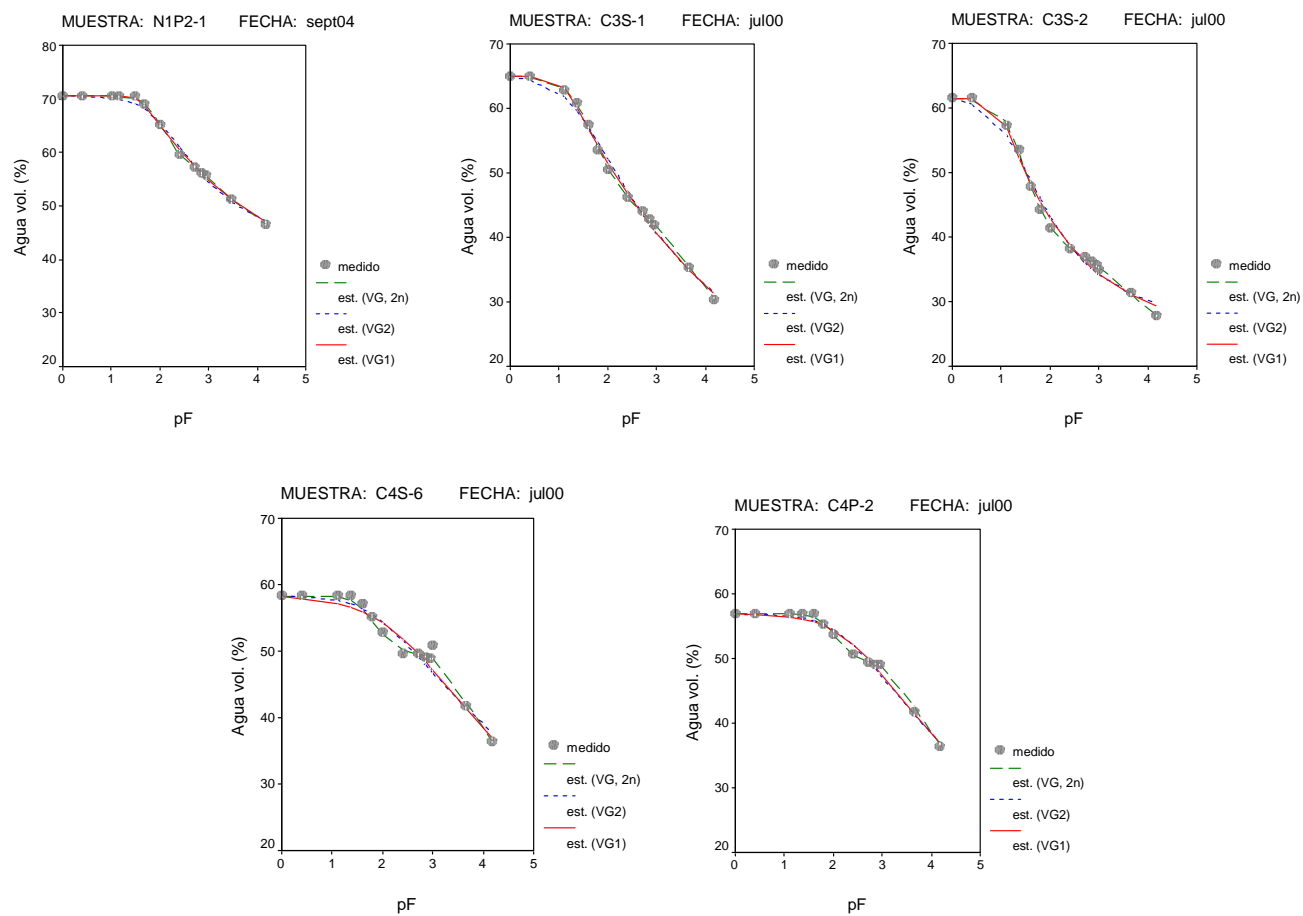 MUESTRA: N1P2-1 FECHA: sept04
80
70
60
50
40
30
20
Agua vol. (%)
0 1 2 3 4 5
pF
medido
est. (VG, 2n)
est. (VG2)
est. (VG1)
MUESTRA: C3S-1 FECHA: jul00
70
60
50
40
30
20
Agua vol. (%)
0 1 2 3 4 5
pF
medido
est. (VG, 2n)
est. (VG2)
est. (VG1)
MUESTRA: C3S-2 FECHA: jul00
70
60
50
40
30
20
Agua vol. (%)
0 1 2 3 4 5
pF
medido
est. (VG, 2n)
est. (VG2)
est. (VG1)
MUESTRA: C4S-6 FECHA: jul00
70
60
50
40
30
20
Agua vol. (%)
0 1 2 3 4 5
pF
medido
est. (VG, 2n)
est. (VG2)
est. (VG1)
MUESTRA: C4P-2 FECHA: jul00
70
60
50
40
30
20
Agua vol. (%)
0 1 2 3 4 5
pF
medido
est. (VG, 2n)
est. (VG2)
est. (VG1)